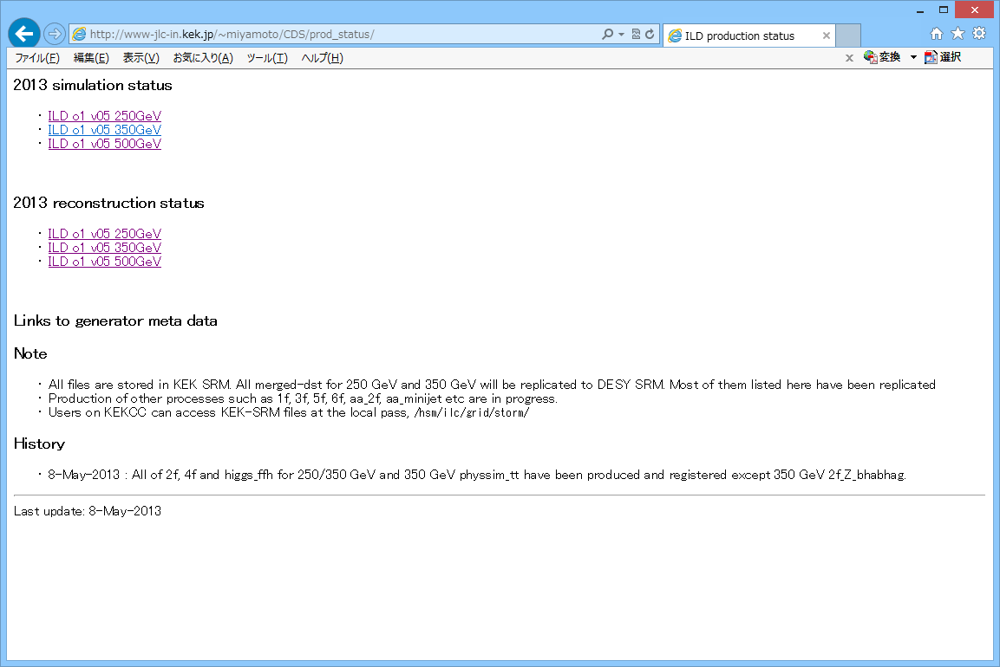 http://www-jlc-in.kek.jp/~miyamoto/CDS/prod_status/
ILD production status
ファイル(F) 編集(E) 表示(V) お気に入り(A) ツール(T) ヘルプ(H)
x 変換 選択
2013 simulation status
・ ILD o1 v05 250GeV
・ ILD o1 v05 350GeV
・ ILD o1 v05 500GeV
2013 reconstruction status
・ ILD o1 v05 250GeV
・ ILD o1 v05 350GeV
・ ILD o1 v05 500GeV
Links to generator meta data
Note
・ All files are stored in KEK SRM. All merged-dst for 250 GeV and 350 GeV will be replicated to DESY SRM. Most of them listed here have been replicated
・ Production of other processes such as 1f, 3f, 5f, 6f, aa_2f, aa_minijet etc are in progress.
・ Users on KEKCC can access KEK-SRM files at the local pass, /hsm/ilc/grid/storm/
History
・ 8-May-2013 : All of 2f, 4f and higgs_ffh for 250/350 GeV and 350 GeV physsim_tt have been produced and registered except 350 GeV 2f_Z_bhabhag.
Last update: 8-May-2013